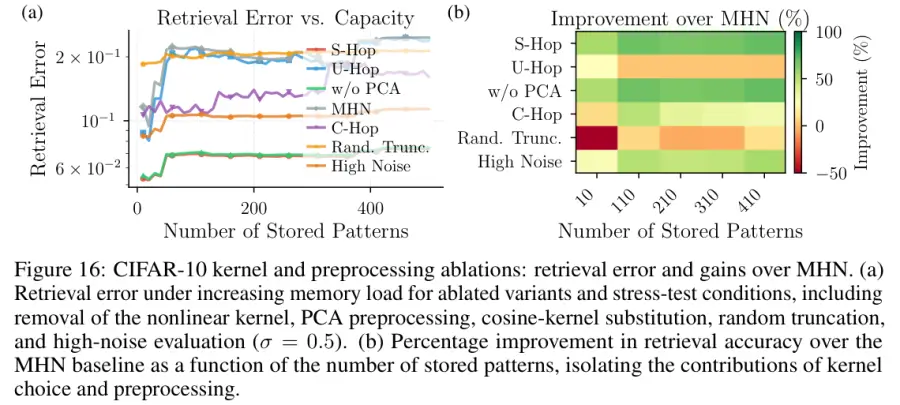 (a)
Retrieval Error vs. Capacity
Retrieval Error
2 × 10⁻¹
10⁻¹
6 × 10⁻²
0
200
400
Number of Stored Patterns
S-Hop
U-Hop
w/o PCA
MHN
C-Hop
Rand. Trunc.
High Noise
(b)
Improvement over MHN (%)
S-Hop
U-Hop
w/o PCA
C-Hop
Rand. Trunc.
High Noise
10
110
210
310
410
Number of Stored Patterns
100
50
0
−50
Improvement (%)
Figure 16: CIFAR-10 kernel and preprocessing ablations: retrieval error and gains over MHN. (a)
Retrieval error under increasing memory load for ablated variants and stress-test conditions, including
removal of the nonlinear kernel, PCA preprocessing, cosine-kernel substitution, random truncation,
and high-noise evaluation (σ = 0.5). (b) Percentage improvement in retrieval accuracy over the
MHN baseline as a function of the number of stored patterns, isolating the contributions of kernel
choice and preprocessing.